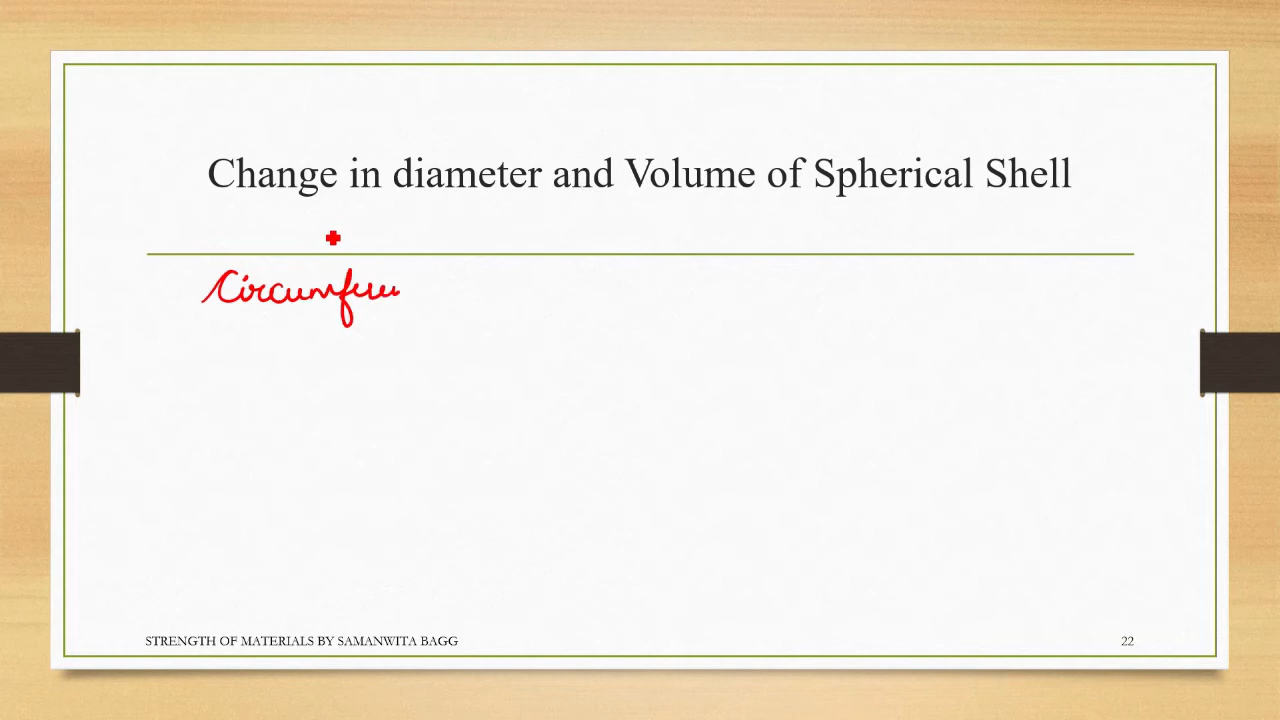 Change in diameter and Volume of Spherical Shell
Circumferen
STRENGTH OF MATERIALS BY SAMANWITA BAGG
22